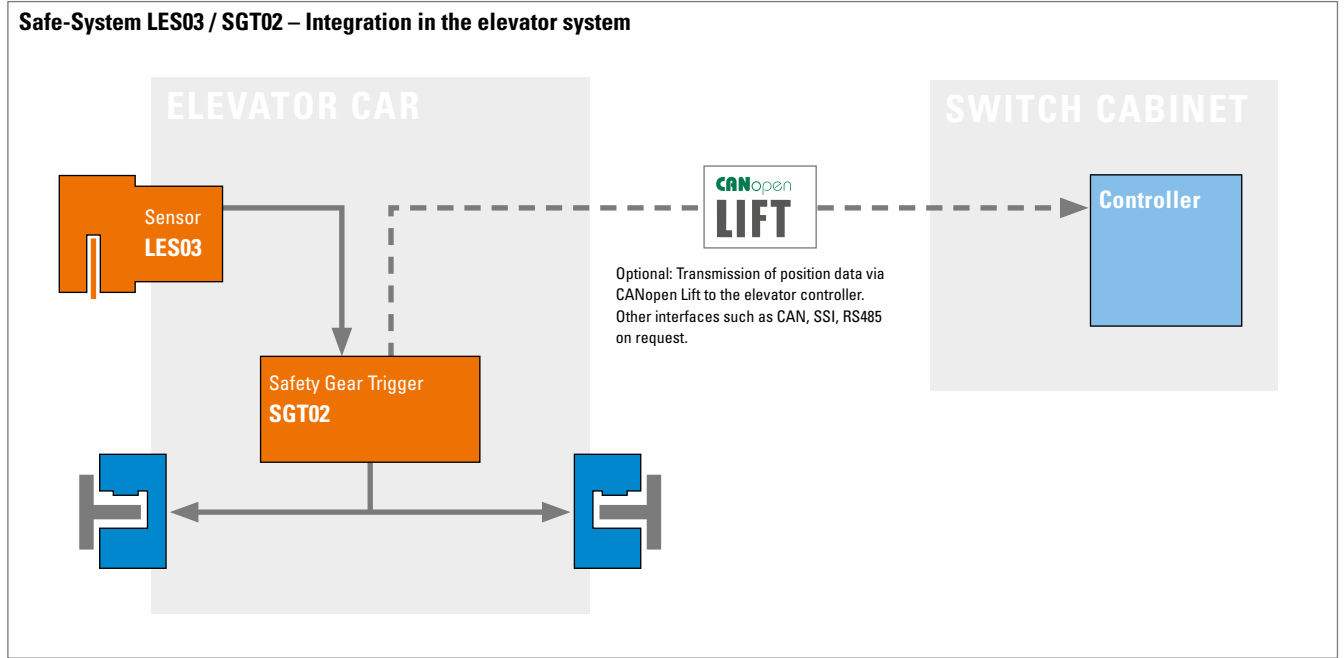 Safe-System LES03 / SGT02 – Integration in the elevator system
ELEVATOR CAR
SWITCH CABINET
Sensor
LES03
CANopen
LIFT
Controller
Optional: Transmission of position data via
CANopen Lift to the elevator controller.
Other interfaces such as CAN, SSI, RS485
on request.
Safety Gear Trigger
SGT02